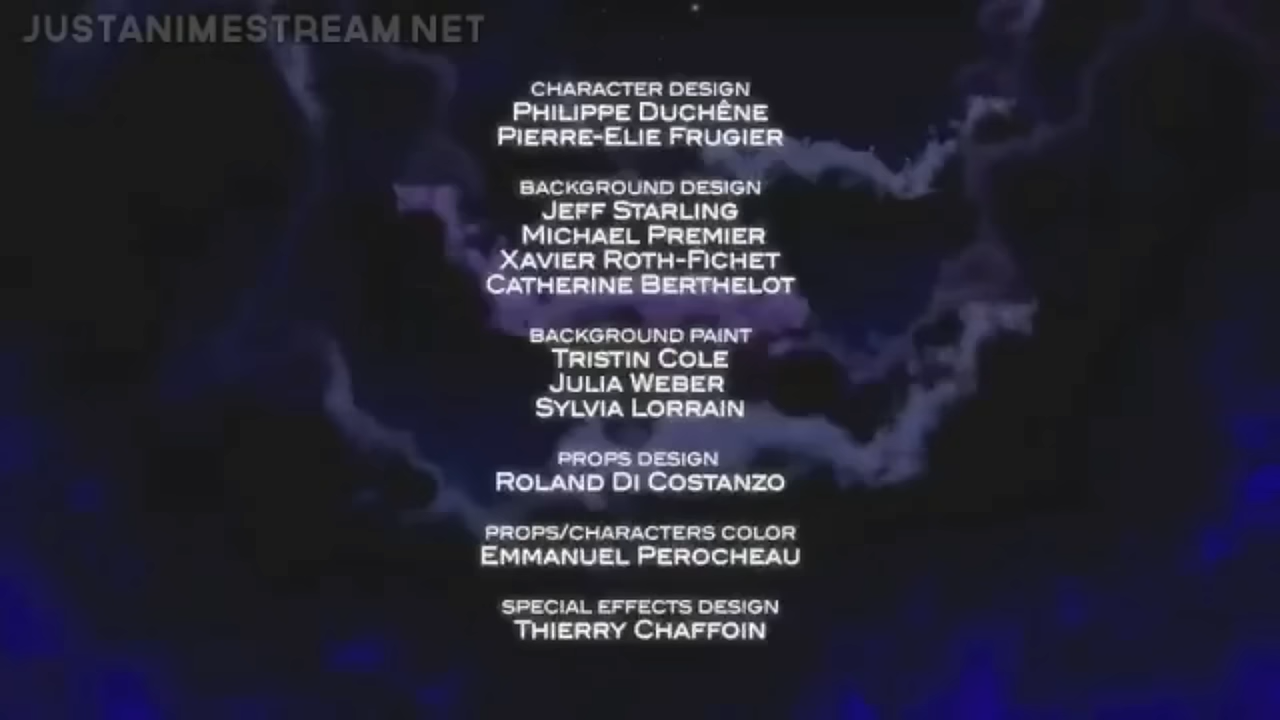 JUSTANIMESTREAM NET
CHARACTER DESIGN
PHILIPPE DUCHÊNE
PIERRE-ELIE FRUGIER
BACKGROUND DESIGN
JEFF STARLING
MICHAEL PREMIER
XAVIER ROTH-FICHET
CATHERINE BERTHELOT
BACKGROUND PAINT
TRISTIN COLE
JULIA WEBER
SYLVIA LORRAIN
PROPS DESIGN
ROLAND DI COSTANZO
PROPS/CHARACTERS COLOR
EMMANUEL PEROCHEAU
SPECIAL EFFECTS DESIGN
THIERRY CHAFFOIN